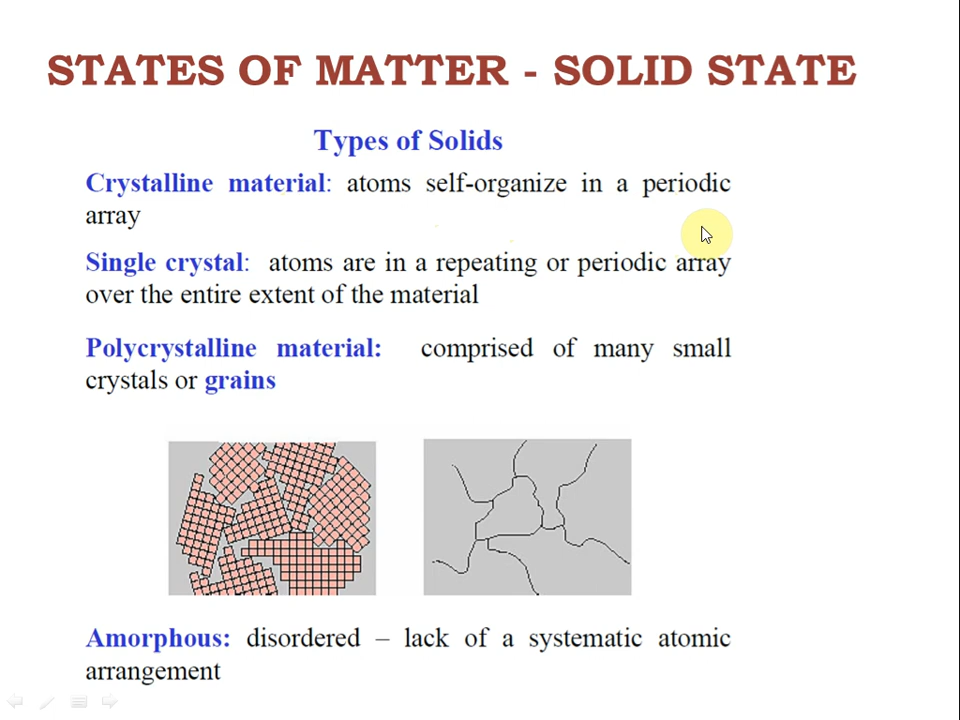 STATES OF MATTER - SOLID STATE
Types of Solids
Crystalline material: atoms self-organize in a periodic
array
Single crystal: atoms are in a repeating or periodic array
over the entire extent of the material
Polycrystalline material: comprised of many small
crystals or grains
Amorphous: disordered – lack of a systematic atomic
arrangement